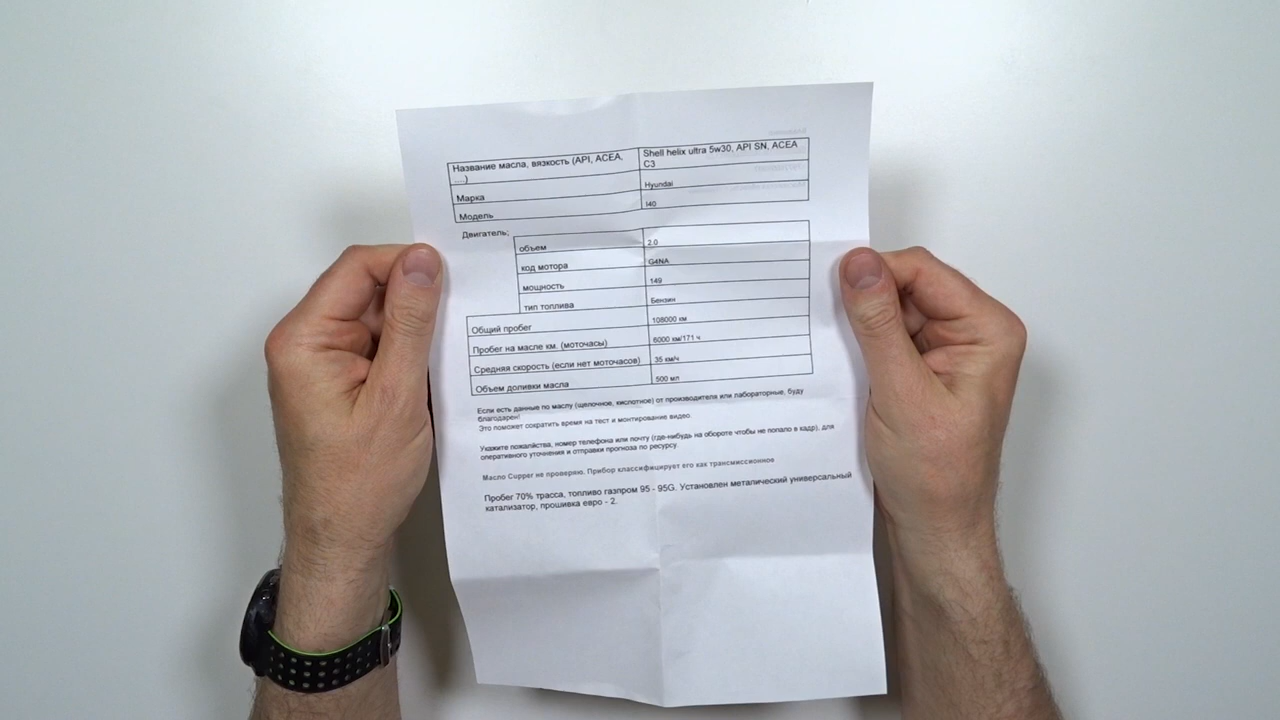 Название масла, вязкость (API, ACEA, Shell helix ultra 5w30, API SN, ACEA
....) C3
Марка Hyundai
Модель I40
Двигатель;
объем 2.0
код мотора G4NA
мощность 149
тип топлива Бензин
Общий пробег 108000 км
Пробег на масле км. (моточасы) 6000 км/171 ч
Средняя скорость (если нет моточасов) 35 км/ч
Объем доливки масла 500 мл
Если есть данные по маслу (щелочное, кислотное) от производителя или лабораторные, буду
благодарен!
Это поможет сократить время на тест и монтирование видео.
Укажите пожалйства, номер телефона или почту (где-нибудь на обороте чтобы не попало в кадр), для
оперативного уточнения и отправки прогноза по ресурсу.
Масло Cupper не проверяю. Прибор классифицирует его как трансмиссионное
Пробег 70% трасса, топливо газпром 95 - 95G. Установлен металический универсальный
катализатор, прошивка евро - 2.